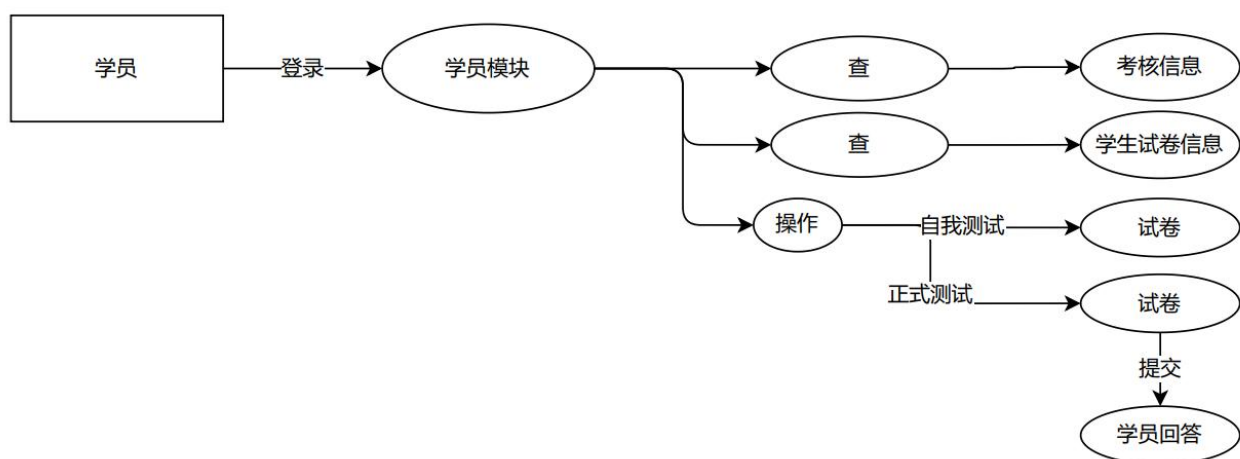 学员
登录
学员模块
查
考核信息
查
学生试卷信息
操作
自我测试
试卷
正式测试
试卷
提交
学员回答